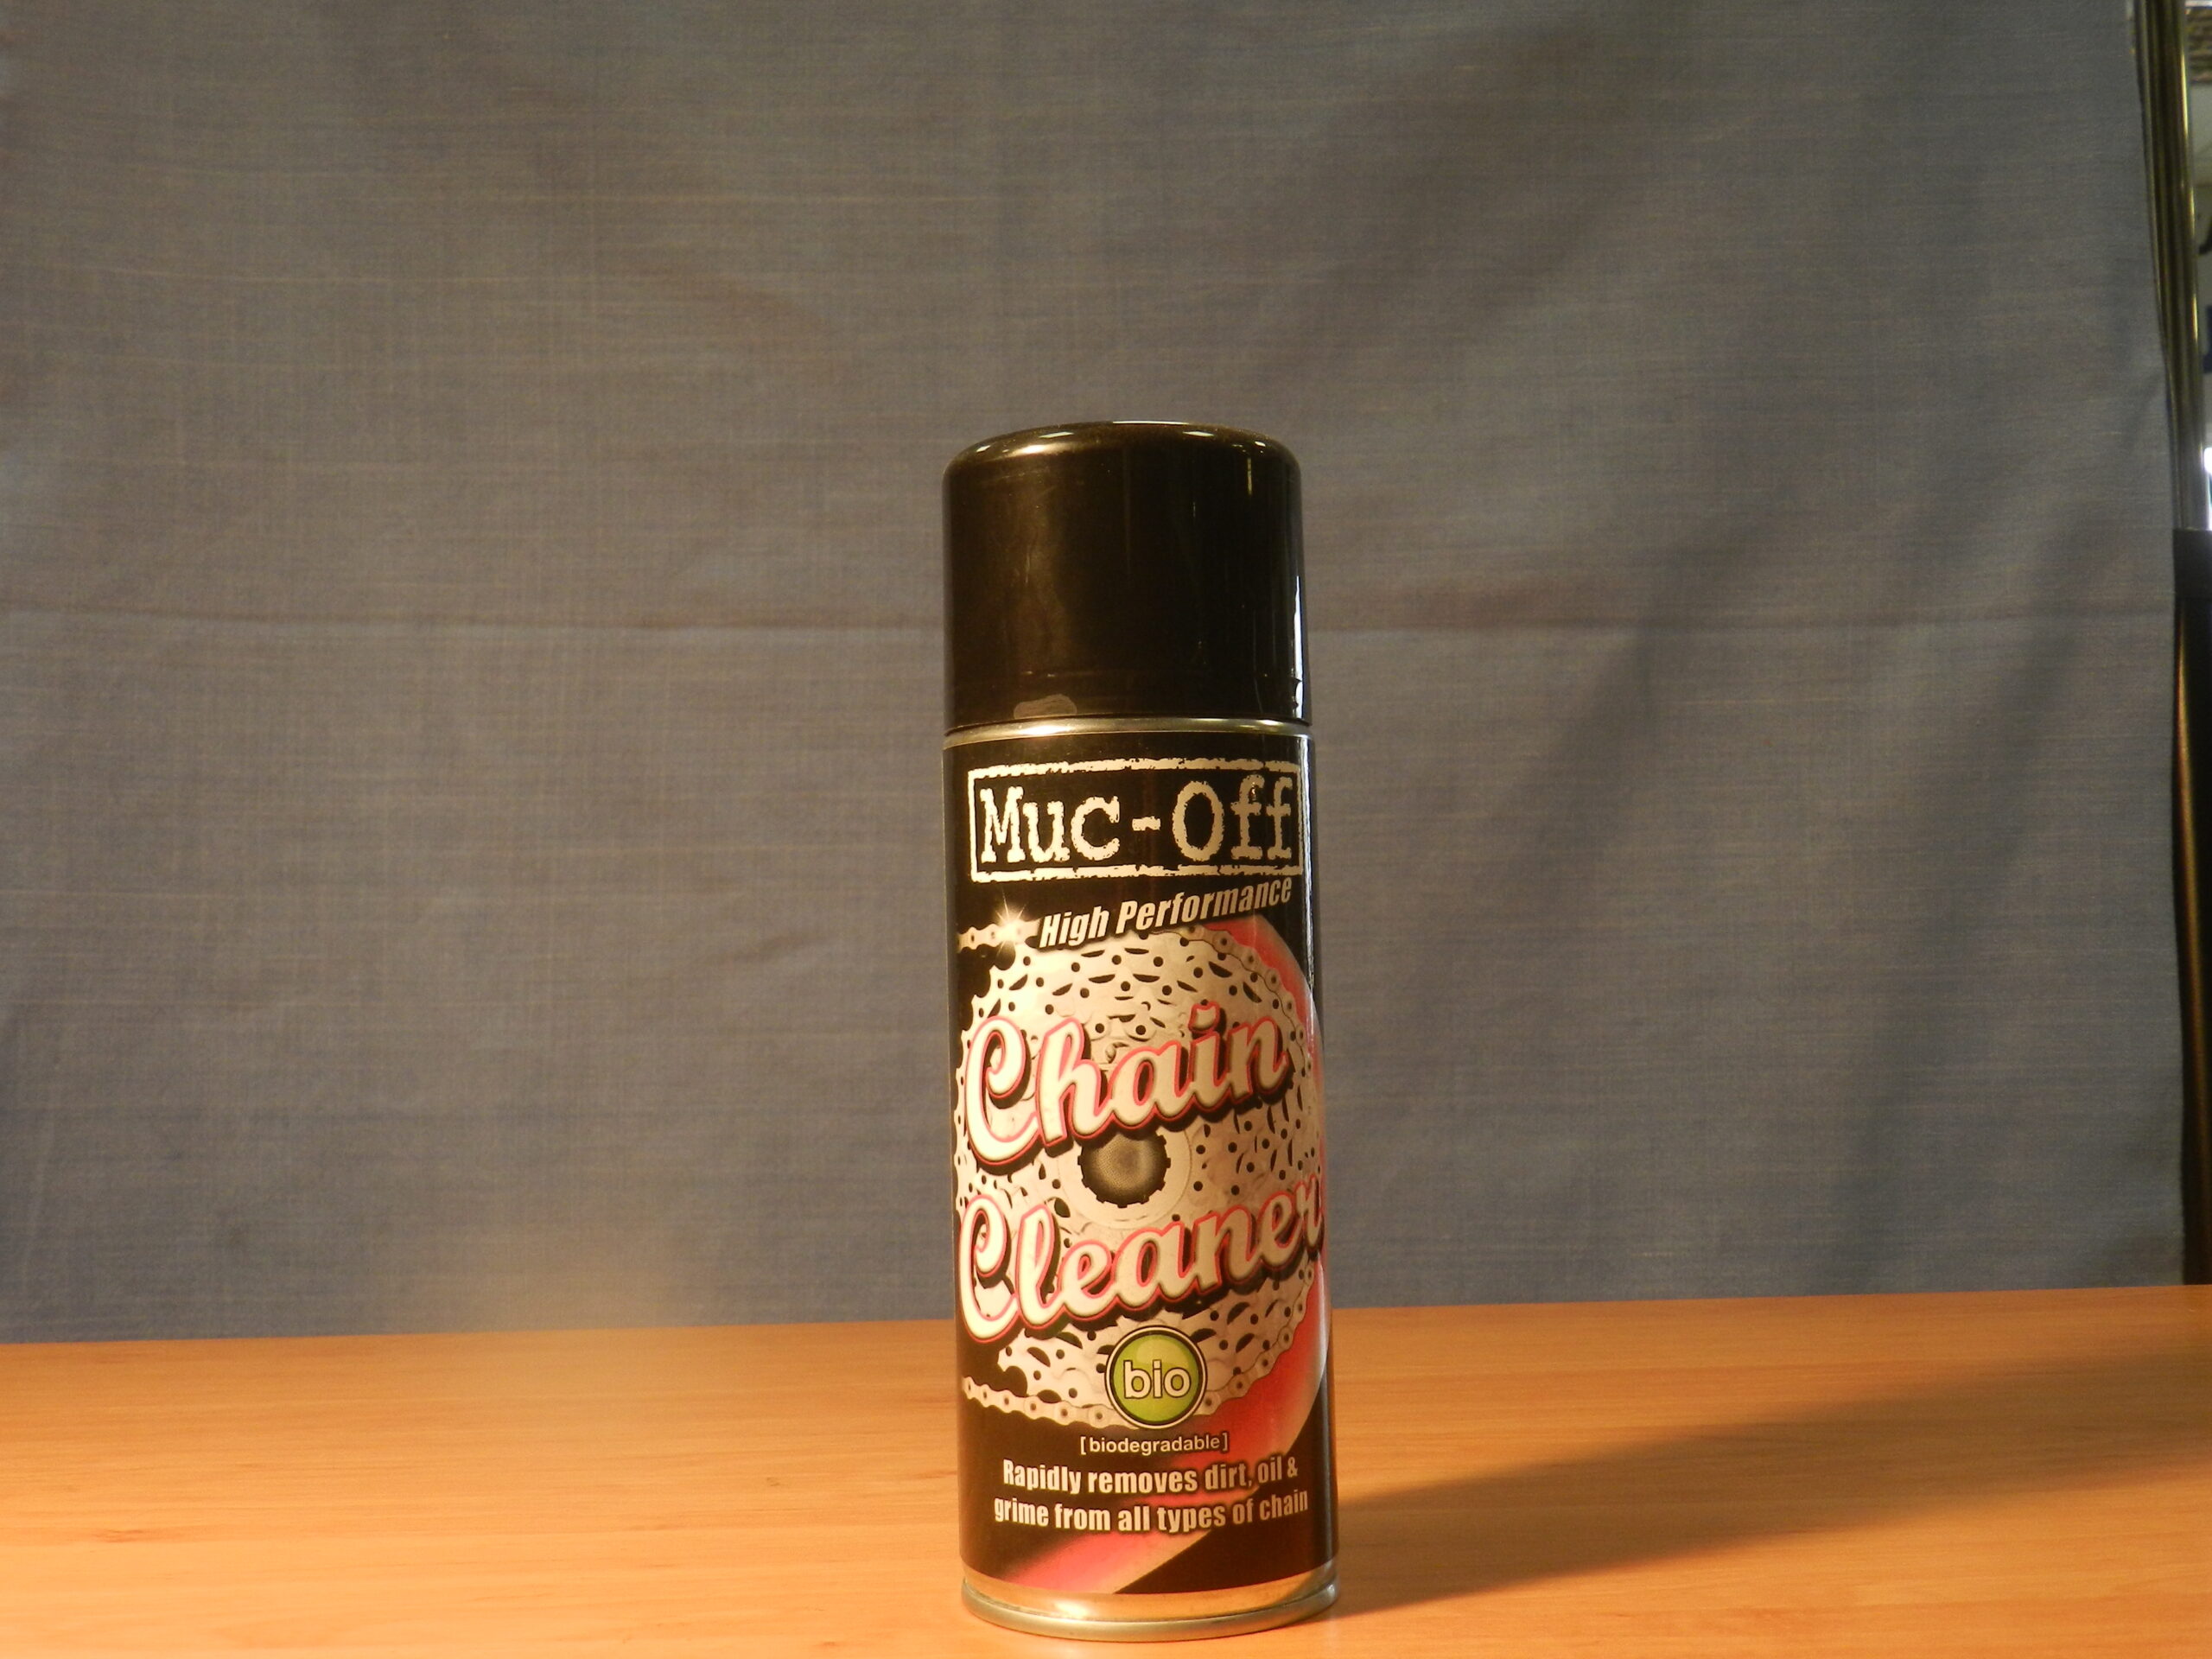 Muc-Off
High Performance
Chain
Cleaner
bio
[biodegradable]
Rapidly removes dirt, oil &
grime from all types of chain